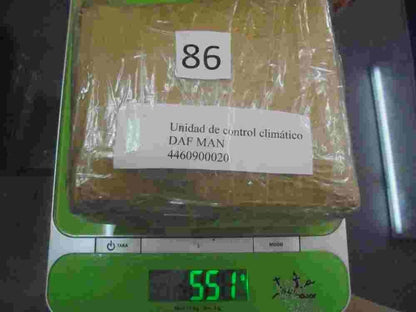 86
Unidad de control climático
DAF MAN
4460900020
TARA
MODE
551